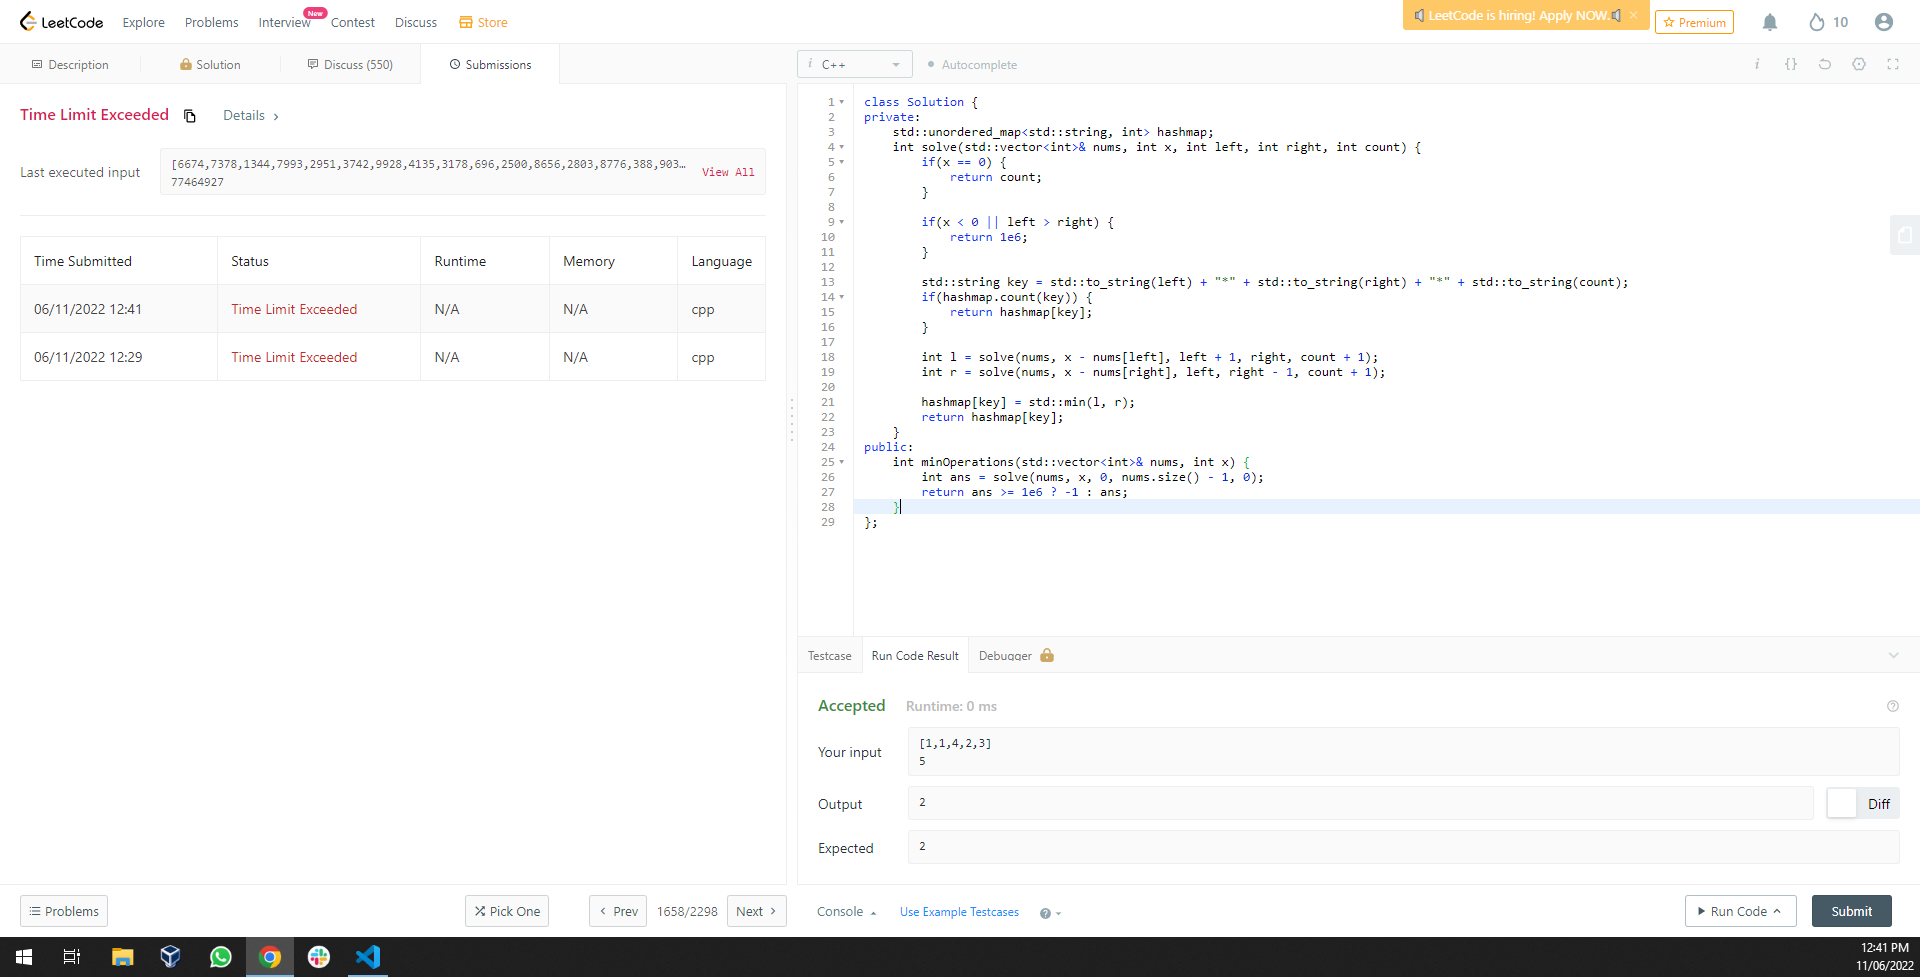 LeetCode
Explore
Problems
Interview
New
Contest
Discuss
Store
LeetCode is hiring! Apply NOW.
×
Premium
10
Description
Solution
Discuss (550)
Submissions
i C++
Autocomplete
i
{}
Time Limit Exceeded
Details >
Last executed input
[6674,7378,1344,7993,2951,3742,9928,4135,3178,696,2500,8656,2803,8776,388,903…
77464927
View All
Time Submitted Status Runtime Memory Language
06/11/2022 12:41 Time Limit Exceeded N/A N/A cpp
06/11/2022 12:29 Time Limit Exceeded N/A N/A cpp
1 class Solution {
2 private:
3 std::unordered_map<std::string, int> hashmap;
4 int solve(std::vector<int>& nums, int x, int left, int right, int count) {
5 if(x == 0) {
6 return count;
7 }
8
9 if(x < 0 || left > right) {
10 return 1e6;
11 }
12
13 std::string key = std::to_string(left) + "*" + std::to_string(right) + "*" + std::to_string(count);
14 if(hashmap.count(key)) {
15 return hashmap[key];
16 }
17
18 int l = solve(nums, x - nums[left], left + 1, right, count + 1);
19 int r = solve(nums, x - nums[right], left, right - 1, count + 1);
20
21 hashmap[key] = std::min(l, r);
22 return hashmap[key];
23 }
24 public:
25 int minOperations(std::vector<int>& nums, int x) {
26 int ans = solve(nums, x, 0, nums.size() - 1, 0);
27 return ans >= 1e6 ? -1 : ans;
28 }
29 };
Testcase
Run Code Result
Debugger
Accepted
Runtime: 0 ms
Your input
[1,1,4,2,3]
5
Output
2
Diff
Expected
2
Problems
Pick One
< Prev
1658/2298
Next >
Console
Use Example Testcases
Run Code
Submit
12:41 PM
11/06/2022